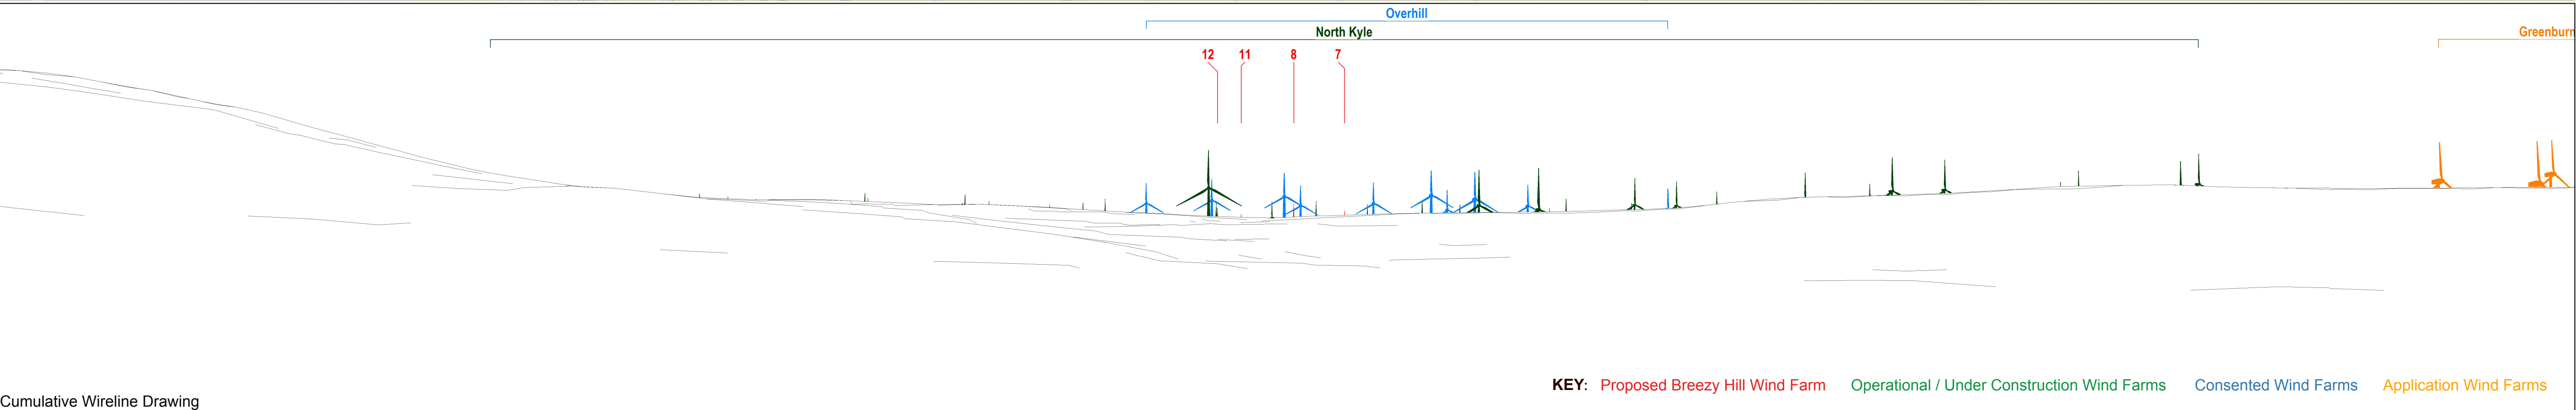 Overhill
North Kyle
Greenburn
12 11 8 7
KEY: Proposed Breezy Hill Wind Farm Operational / Under Construction Wind Farms Consented Wind Farms Application Wind Farms
Cumulative Wireline Drawing